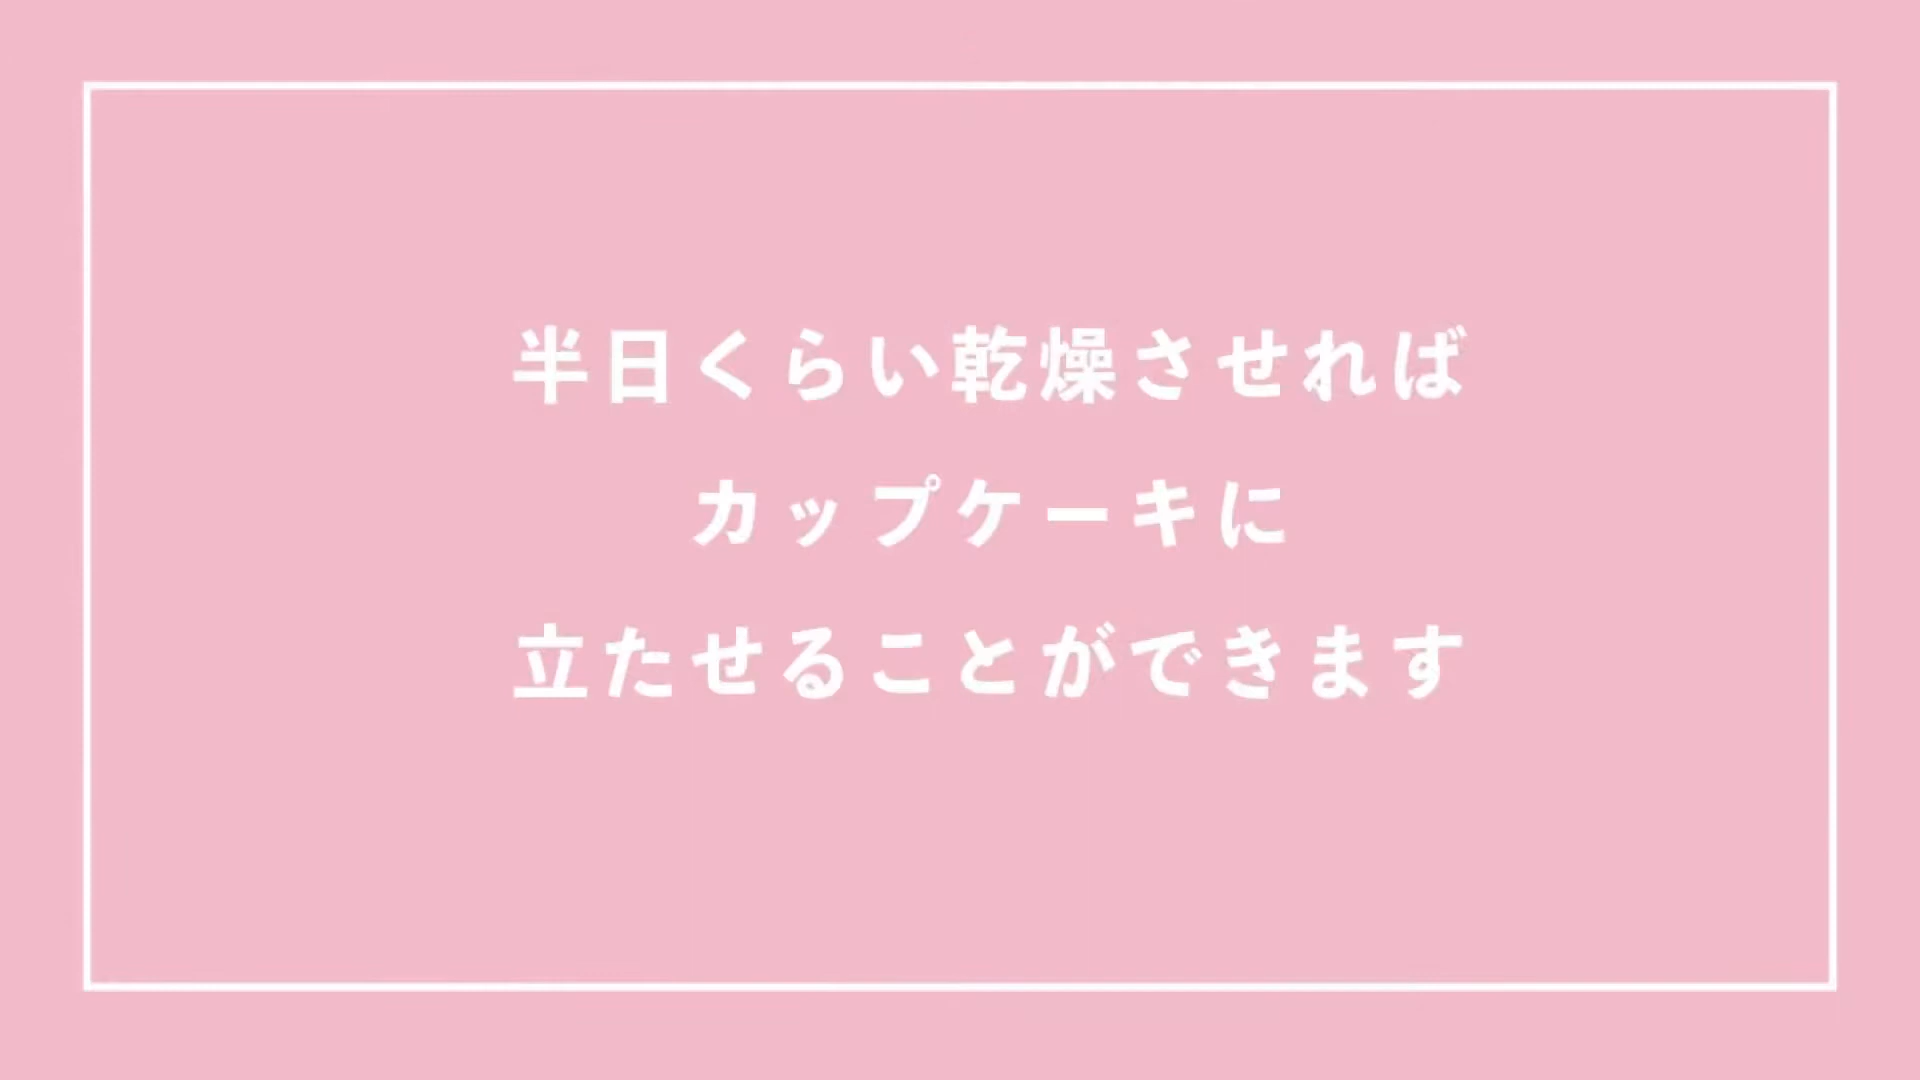 半日くらい乾燥させれば
カップケーキに
立たせることができます